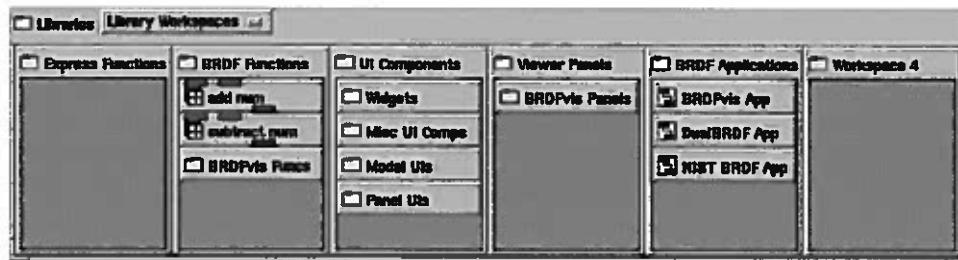 Libraries Library Workspaces
Express Functions
BRDF Functions
add num
subtract num
BRDFvis Funcs
UI Components
Widgets
Misc UI Comps
Model UIs
Panel UIs
Viewer Panels
BRDFvis Panels
BRDF Applications
BRDFvis App
DualBRDF App
NIST BRDF App
Workspace 4